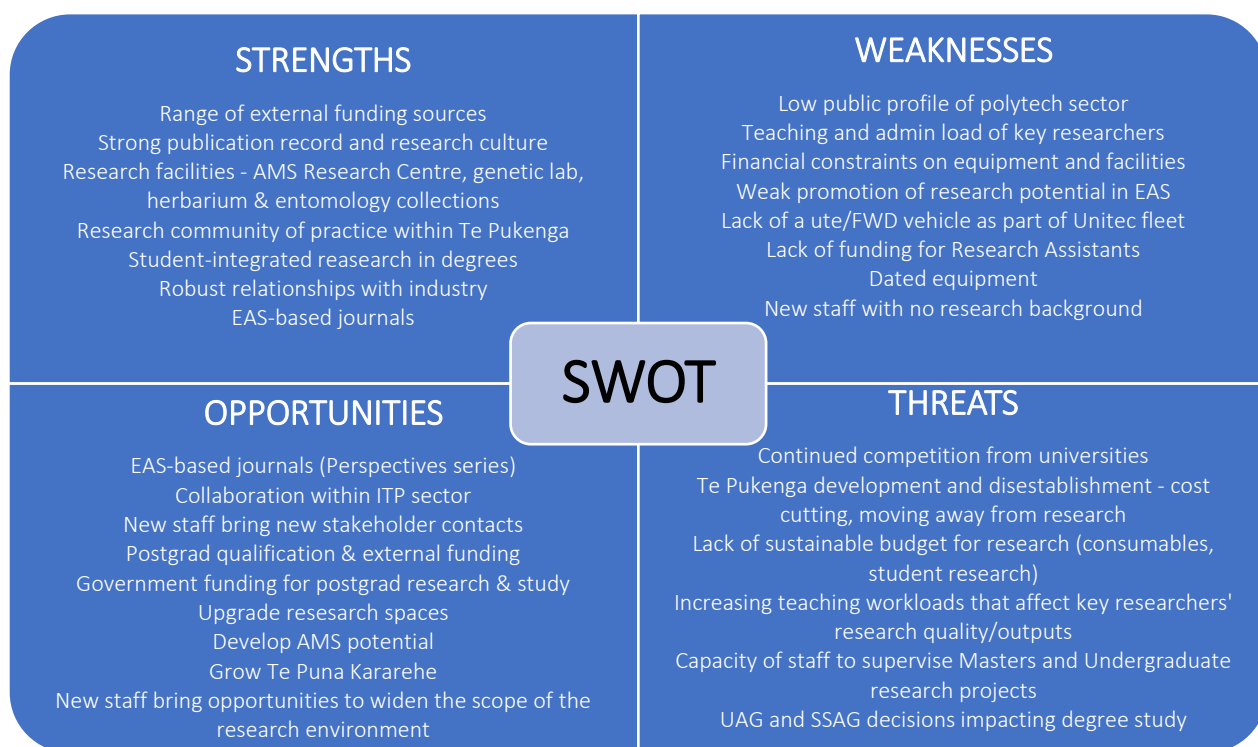 STRENGTHS
Range of external funding sources
Strong publication record and research culture
Research facilities - AMS Research Centre, genetic lab,
herbarium & entomology collections
Research community of practice within Te Pukenga
Student-integrated reasearch in degrees
Robust relationships with industry
EAS-based journals
WEAKNESSES
Low public profile of polytech sector
Teaching and admin load of key researchers
Financial constraints on equipment and facilities
Weak promotion of research potential in EAS
Lack of a ute/FWD vehicle as part of Unitec fleet
Lack of funding for Research Assistants
Dated equipment
New staff with no research background
SWOT
OPPORTUNITIES
EAS-based journals (Perspectives series)
Collaboration within ITP sector
New staff bring new stakeholder contacts
Postgrad qualification & external funding
Government funding for postgrad research & study
Upgrade resesarch spaces
Develop AMS potential
Grow Te Puna Kararehe
New staff bring opportunities to widen the scope of the
research environment
THREATS
Continued competition from universities
Te Pukenga development and disestablishment - cost
cutting, moving away from research
Lack of sustainable budget for research (consumables,
student research)
Increasing teaching workloads that affect key researchers'
research quality/outputs
Capacity of staff to supervise Masters and Undergraduate
research projects
UAG and SSAG decisions impacting degree study